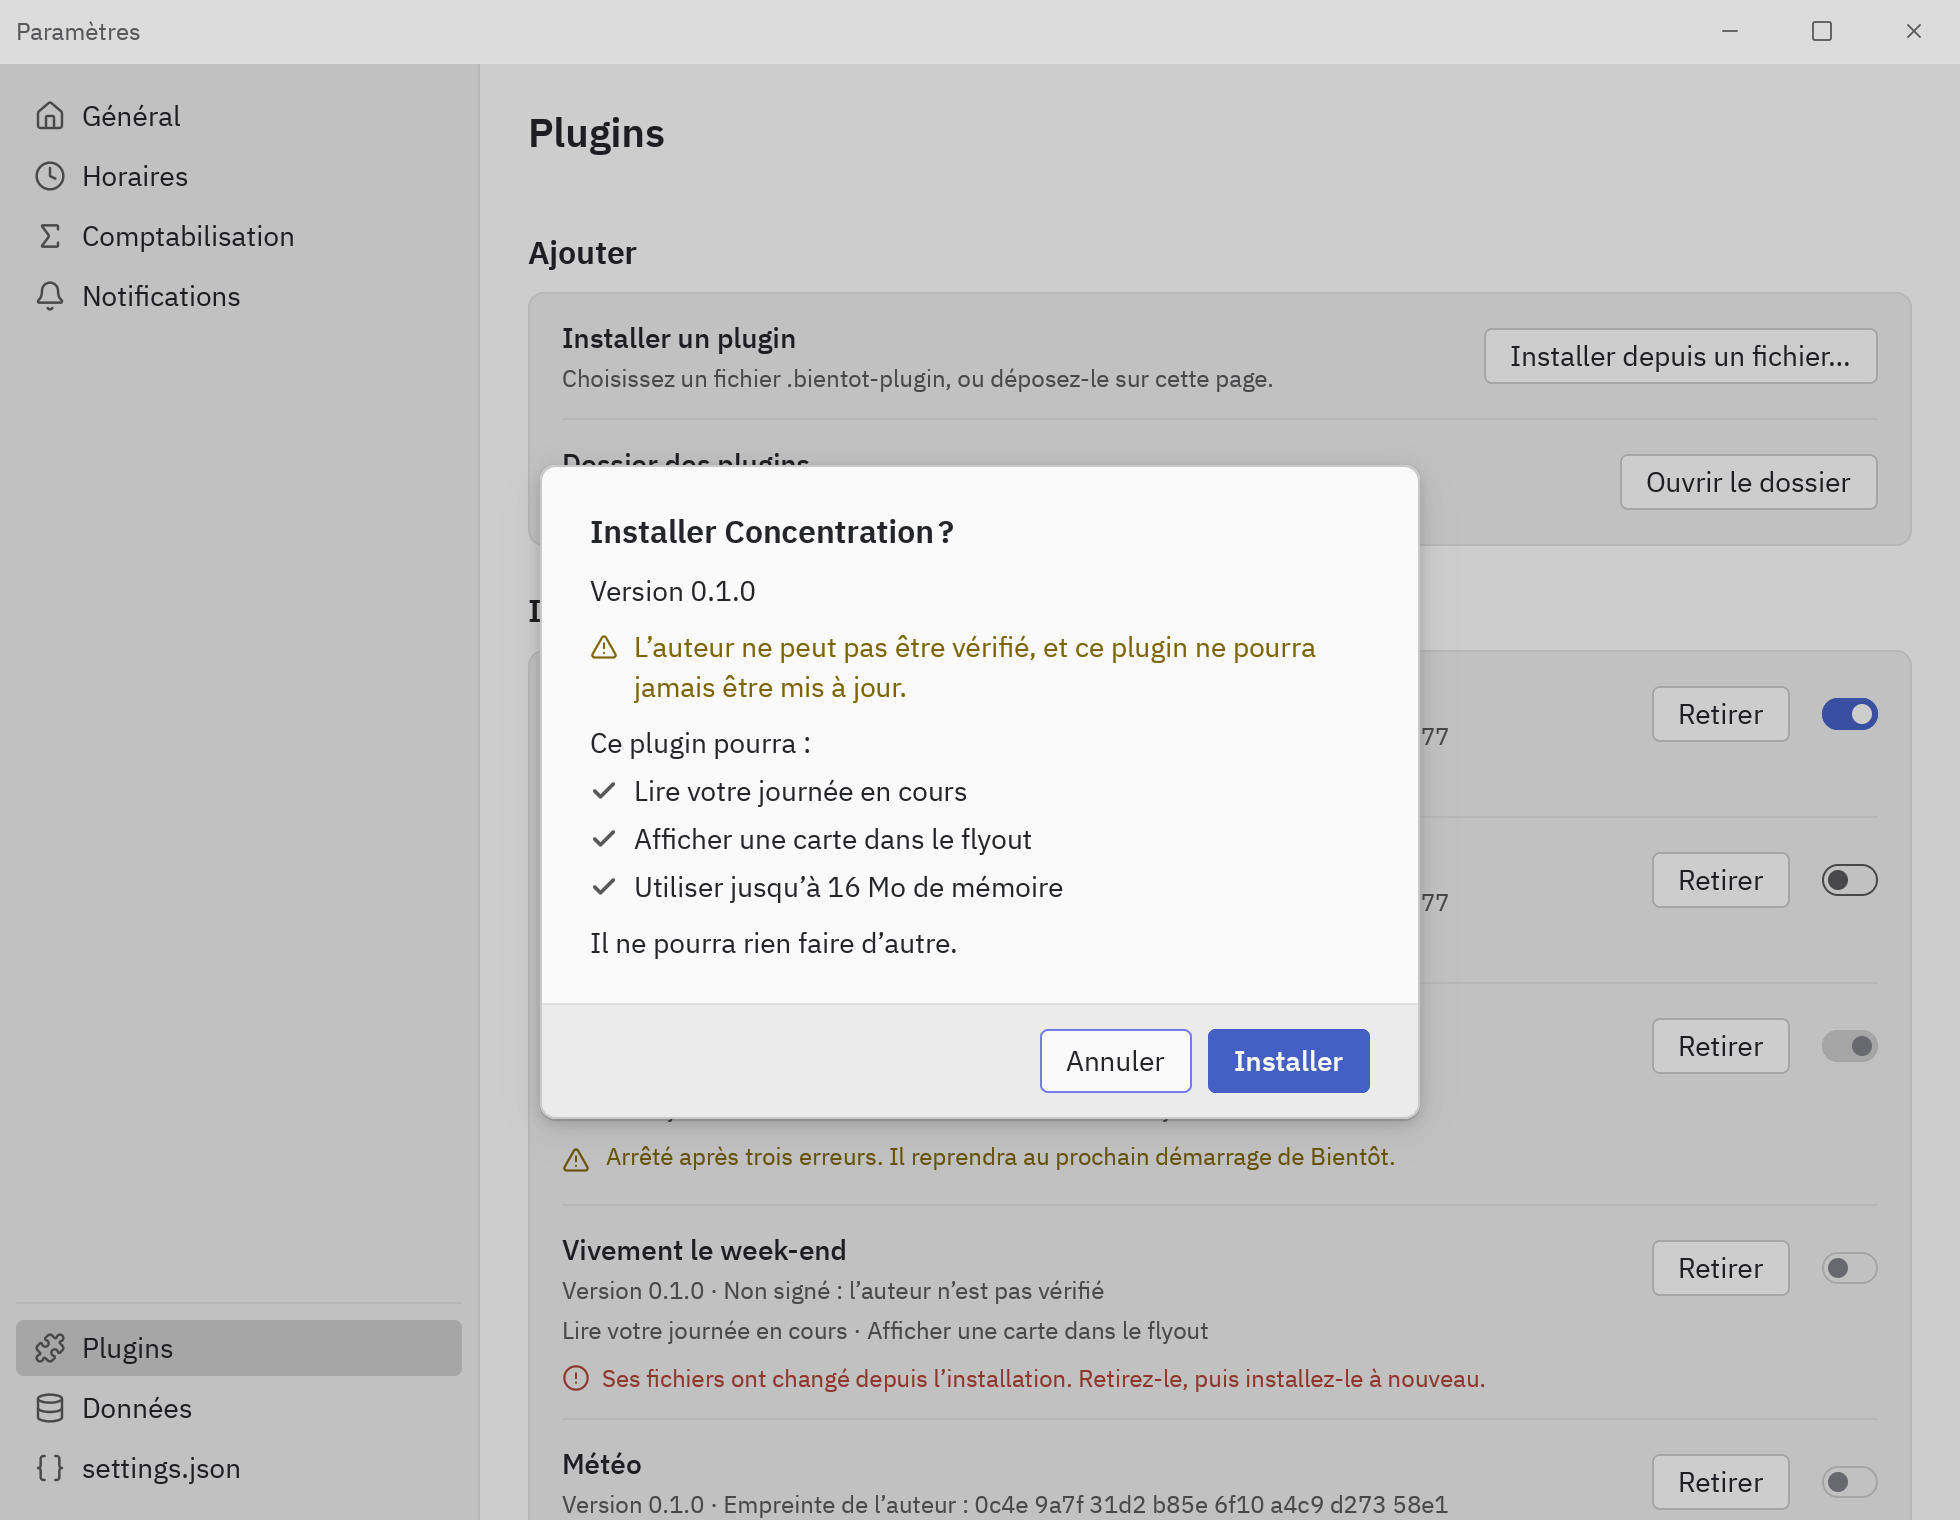 Paramètres
Général
Horaires
Comptabilisation
Notifications
Plugins
Données
settings.json
Plugins
Ajouter
Installer un plugin
Choisissez un fichier .bientot-plugin, ou déposez-le sur cette page.
Installer depuis un fichier...
Dossier des plugins
Ouvrir le dossier
Installer Concentration ?
Version 0.1.0
L’auteur ne peut pas être vérifié, et ce plugin ne pourra
jamais être mis à jour.
Ce plugin pourra :
Lire votre journée en cours
Afficher une carte dans le flyout
Utiliser jusqu’à 16 Mo de mémoire
Il ne pourra rien faire d’autre.
Annuler
Installer
77
Retirer
77
Retirer
Retirer
Arrêté après trois erreurs. Il reprendra au prochain démarrage de Bientôt.
Vivement le week-end
Version 0.1.0 · Non signé : l’auteur n’est pas vérifié
Lire votre journée en cours · Afficher une carte dans le flyout
Ses fichiers ont changé depuis l’installation. Retirez-le, puis installez-le à nouveau.
Retirer
Météo
Version 0.1.0 · Empreinte de l’auteur : 0c4e 9a7f 31d2 b85e 6f10 a4c9 d273 58e1
Retirer